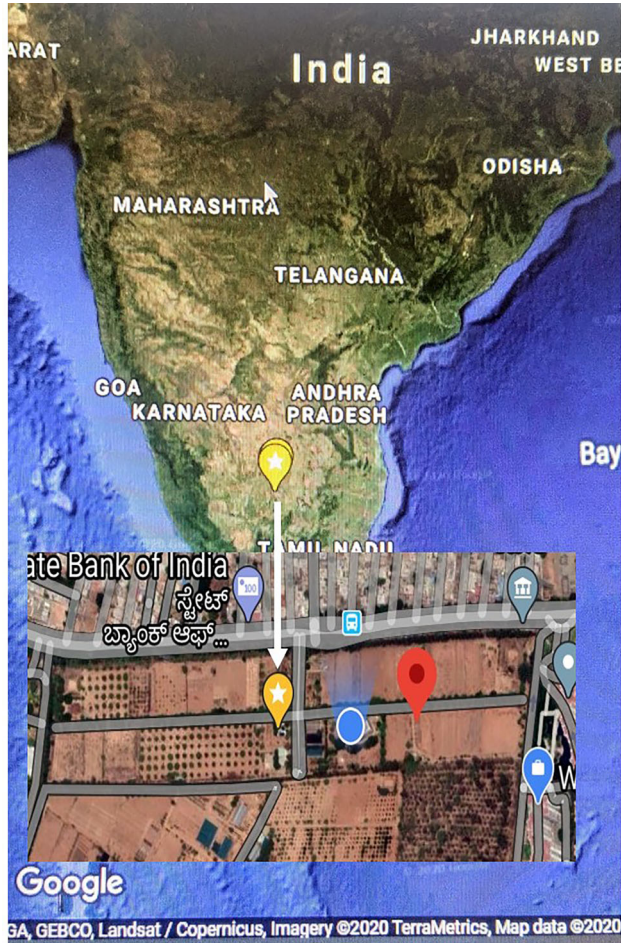 ARAT
JHARKHAND
India
WEST BE
ODISHA
MAHARASHTRA
TELANGANA
GOA
ANDHRA
KARNATAKA PRADESH
Bay
TAMIL NADU
ate Bank of India
100
ಸ್ಟೇಟ್
ಬ್ಯಾಂಕ್ ಆಫ್...
W
Google
GA, GEBCO, Landsat / Copernicus, Imagery ©2020 TerraMetrics, Map data ©2020